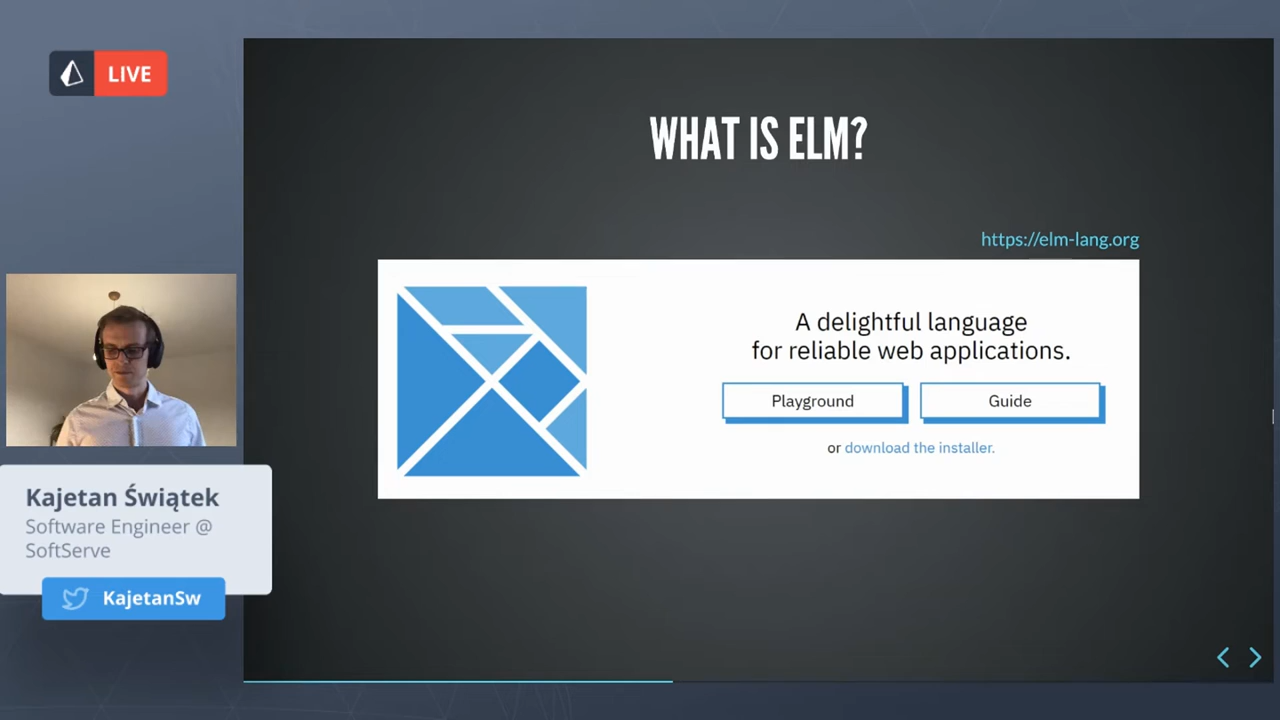 LIVE
WHAT IS ELM?
https://elm-lang.org
A delightful language
for reliable web applications.
Playground
Guide
or download the installer.
Kajetan Świątek
Software Engineer @
SoftServe
KajetanSw